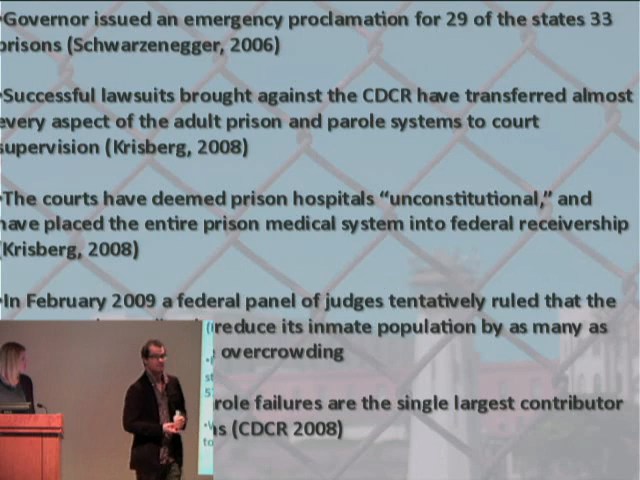 •Governor issued an emergency proclamation for 29 of the states 33
prisons (Schwarzenegger, 2006)
•Successful lawsuits brought against the CDCR have transferred almost
every aspect of the adult prison and parole systems to court
supervision (Krisberg, 2008)
•The courts have deemed prison hospitals “unconstitutional,” and
have placed the entire prison medical system into federal receivership
(Krisberg, 2008)
•In February 2009 a federal panel of judges tentatively ruled that the
reduce its inmate population by as many as
overcrowding
role failures are the single largest contributor
(CDCR 2008)